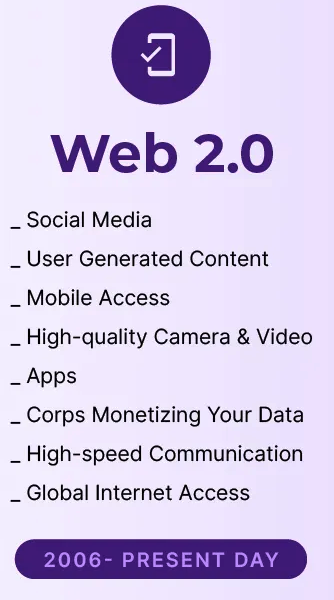 Web 2.0
_ Social Media
_ User Generated Content
_ Mobile Access
_ High-quality Camera & Video
_ Apps
_ Corps Monetizing Your Data
_ High-speed Communication
_ Global Internet Access
2006- PRESENT DAY